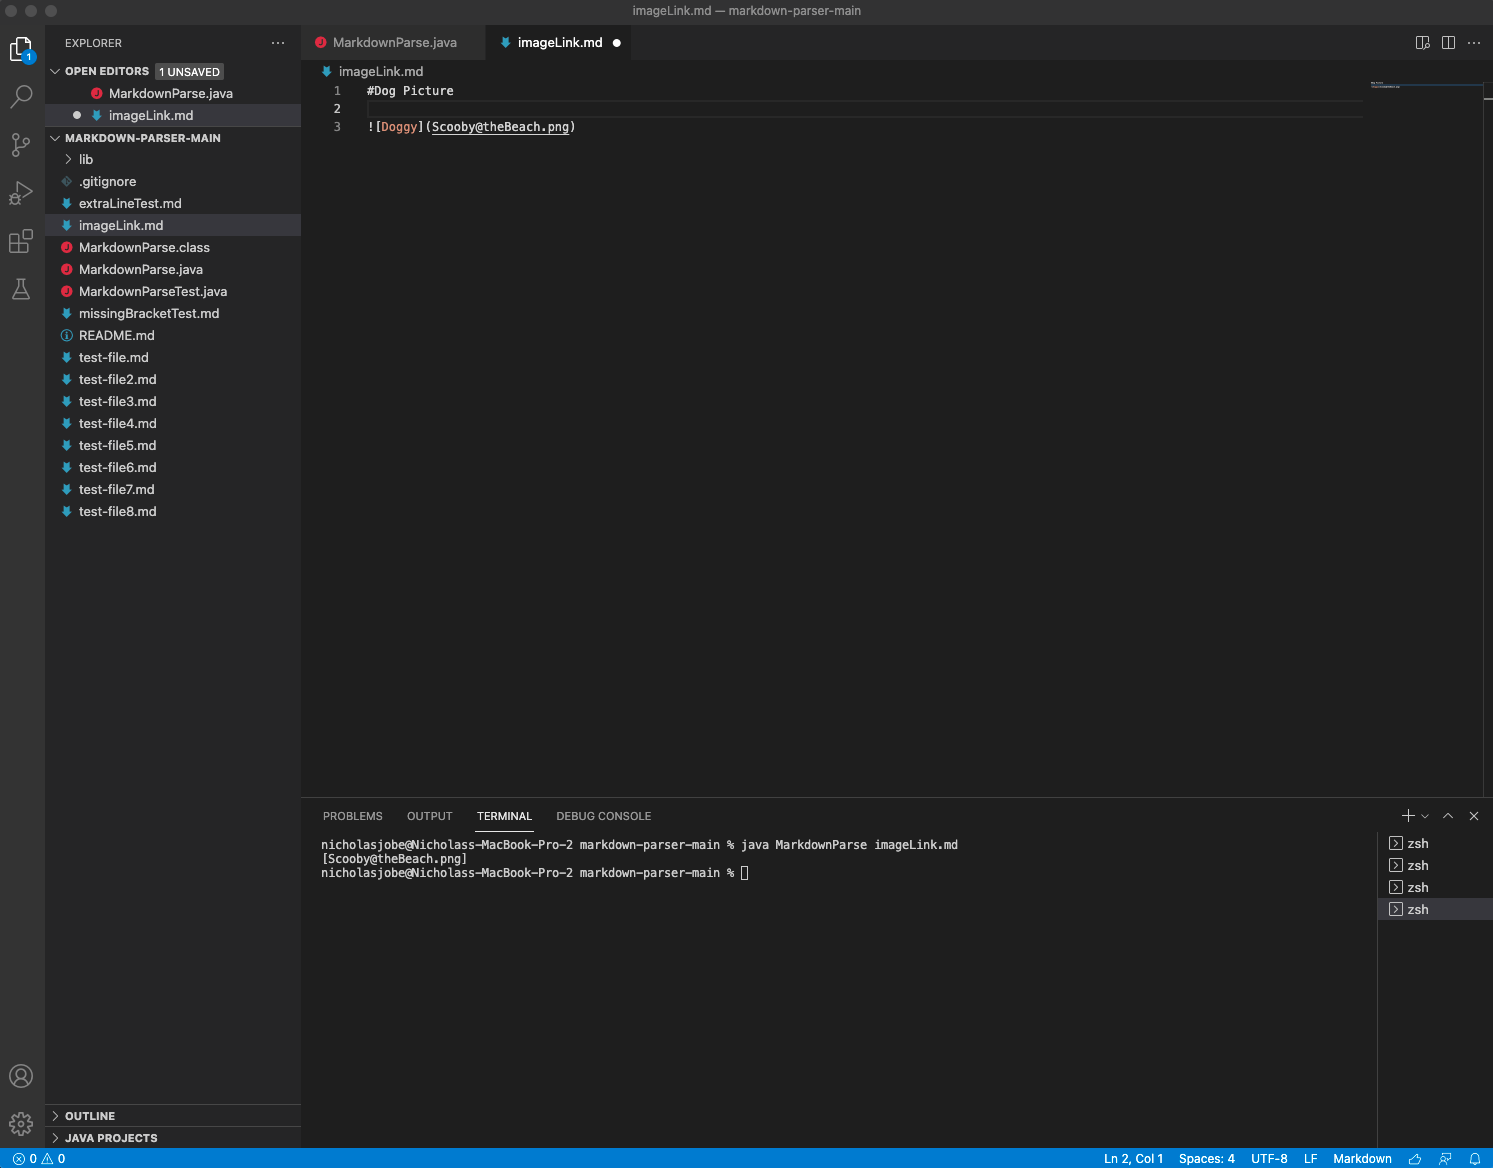 imageLink.md — markdown-parser-main
EXPLORER
OPEN EDITORS 1 UNSAVED
MarkdownParse.java
imageLink.md
MARKDOWN-PARSER-MAIN
lib
.gitignore
extraLineTest.md
imageLink.md
MarkdownParse.class
MarkdownParse.java
MarkdownParseTest.java
missingBracketTest.md
README.md
test-file.md
test-file2.md
test-file3.md
test-file4.md
test-file5.md
test-file6.md
test-file7.md
test-file8.md
OUTLINE
JAVA PROJECTS
1
MarkdownParse.java imageLink.md
imageLink.md
1 #Dog Picture
2
3 ![Doggy](Scooby@theBeach.png)
PROBLEMS OUTPUT TERMINAL DEBUG CONSOLE
nicholasjobe@Nicholass-MacBook-Pro-2 markdown-parser-main % java MarkdownParse imageLink.md
[Scooby@theBeach.png]
nicholasjobe@Nicholass-MacBook-Pro-2 markdown-parser-main %
zsh
zsh
zsh
zsh
0 0 Ln 2, Col 1 Spaces: 4 UTF-8 LF Markdown